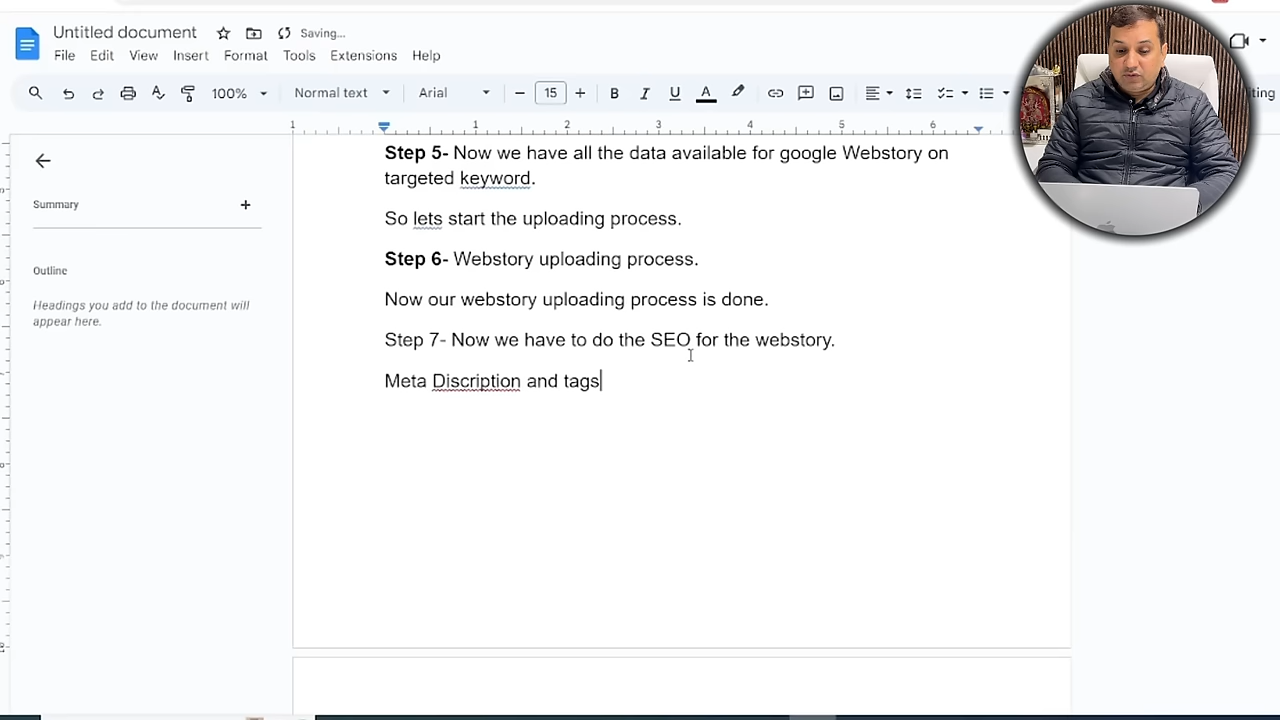 Untitled document Saving...
File Edit View Insert Format Tools Extensions Help
100% Normal text Arial 15 B I U A
1 1 2 3 4 5 6
Summary
Outline
Headings you add to the document will
appear here.
Step 5- Now we have all the data available for google Webstory on
targeted keyword.
So lets start the uploading process.
Step 6- Webstory uploading process.
Now our webstory uploading process is done.
Step 7- Now we have to do the SEO for the webstory.
Meta Discription and tags